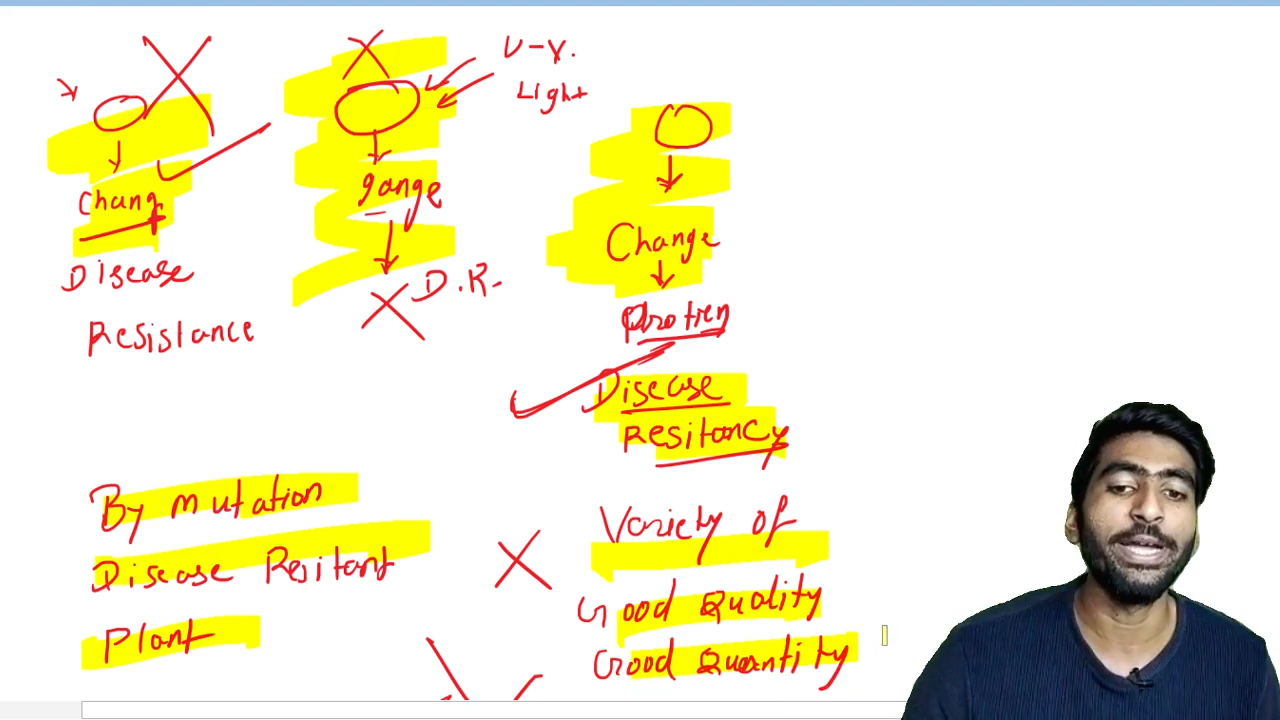 Chang
Disease
Resistance
U-V.
Light
gange
D.R.
Change
Protien
Disease
Resitancy
By mutation
Disease Resitant
Plant
Variety of
Good Quality
Good Quantity